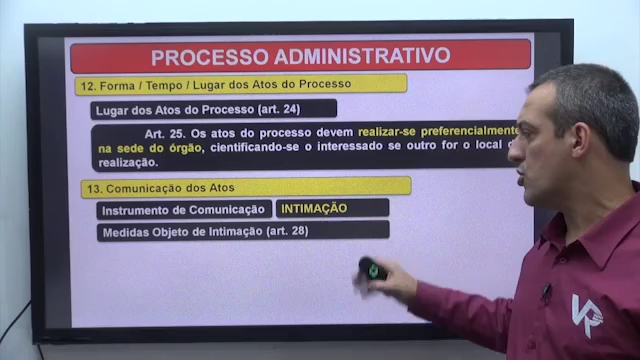 PROCESSO ADMINISTRATIVO
12. Forma / Tempo / Lugar dos Atos do Processo
Lugar dos Atos do Processo (art. 24)
Art. 25. Os atos do processo devem realizar-se preferencialmente
na sede do órgão, cientificando-se o interessado se outro for o local
realização.
13. Comunicação dos Atos
Instrumento de Comunicação INTIMAÇÃO
Medidas Objeto de Intimação (art. 28)